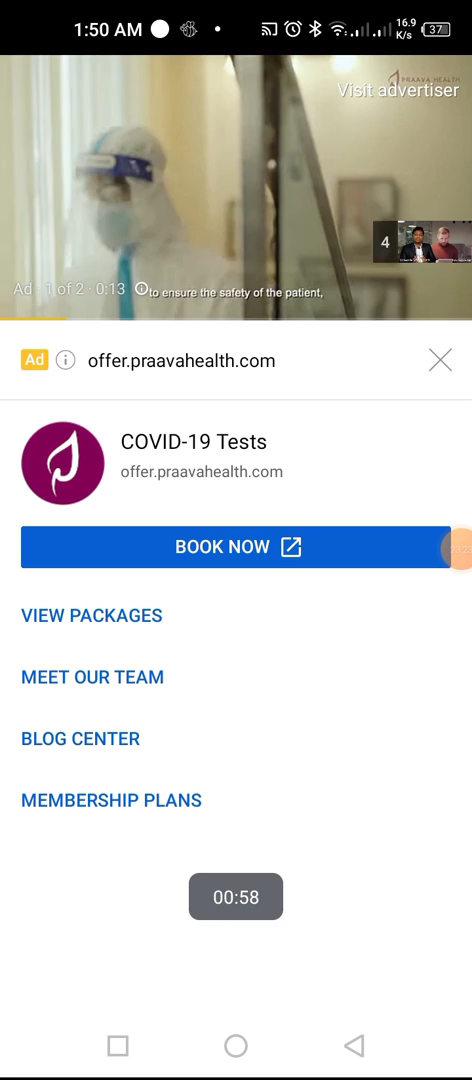 1:50 AM
16.9
K/s
37
PRAAVA HEALTH
Visit advertiser
4
Ad · 1 of 2 · 0:13
to ensure the safety of the patient,
Ad
offer.praavahealth.com
COVID-19 Tests
offer.praavahealth.com
BOOK NOW
VIEW PACKAGES
MEET OUR TEAM
BLOG CENTER
MEMBERSHIP PLANS
00:58